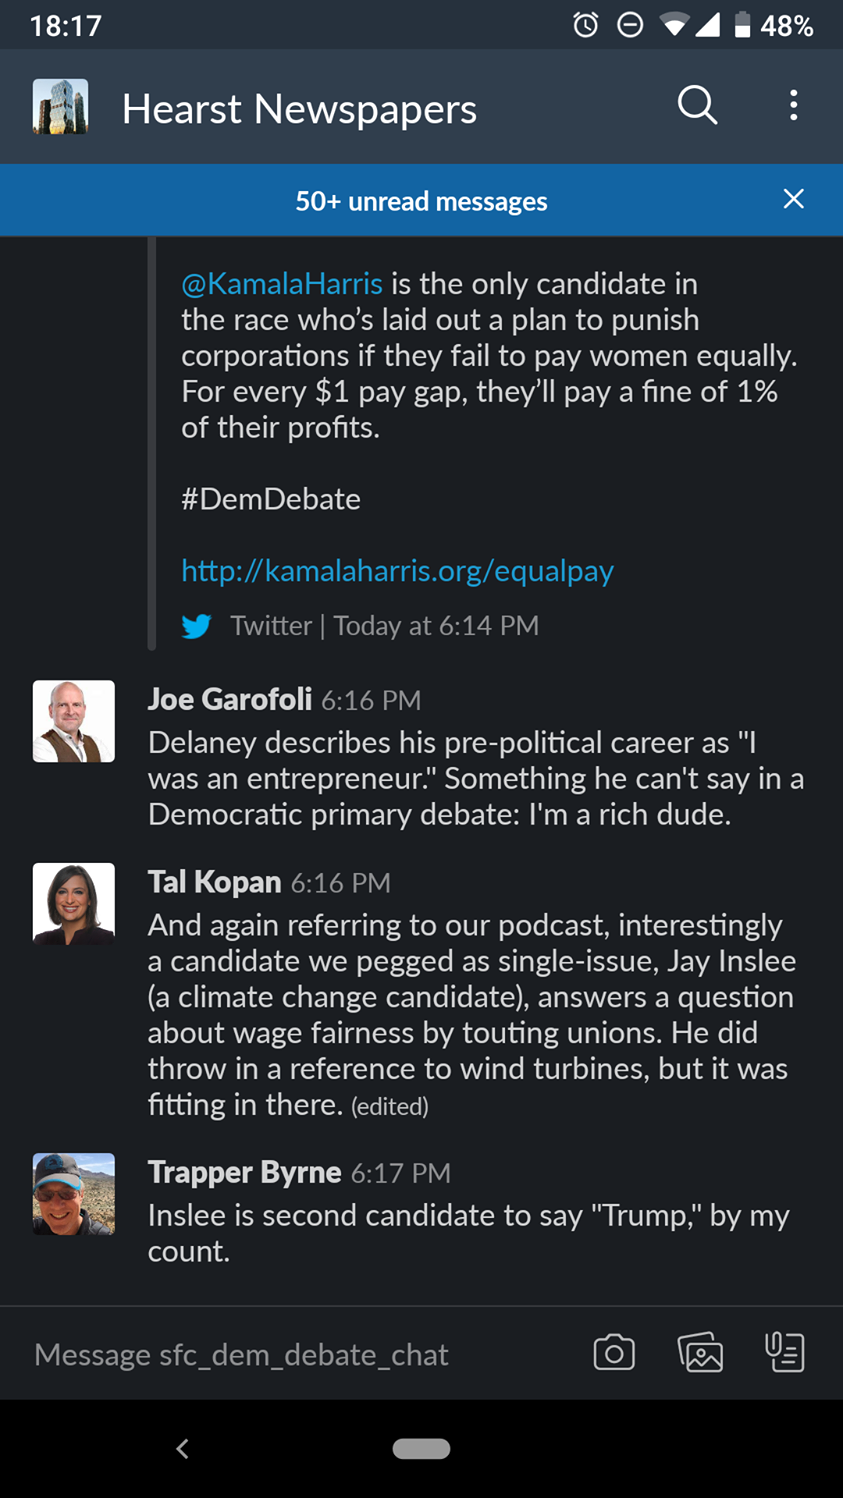 18:17
48%
Hearst Newspapers
50+ unread messages
@KamalaHarris is the only candidate in
the race who’s laid out a plan to punish
corporations if they fail to pay women equally.
For every $1 pay gap, they’ll pay a fine of 1%
of their profits.
#DemDebate
http://kamalaharris.org/equalpay
Twitter | Today at 6:14 PM
Joe Garofoli 6:16 PM
Delaney describes his pre-political career as "I
was an entrepreneur." Something he can't say in a
Democratic primary debate: I'm a rich dude.
Tal Kopan 6:16 PM
And again referring to our podcast, interestingly
a candidate we pegged as single-issue, Jay Inslee
(a climate change candidate), answers a question
about wage fairness by touting unions. He did
throw in a reference to wind turbines, but it was
fitting in there. (edited)
Trapper Byrne 6:17 PM
Inslee is second candidate to say "Trump," by my
count.
Message sfc_dem_debate_chat